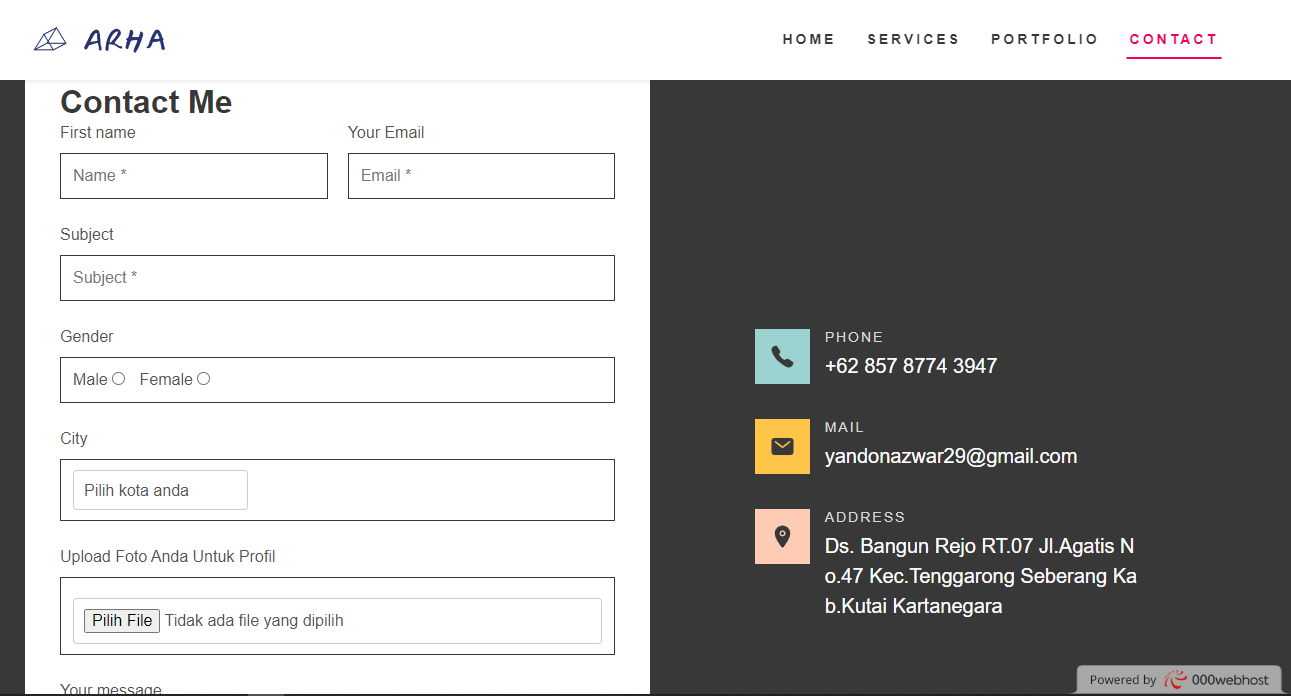 ARHA
HOME SERVICES PORTFOLIO CONTACT
Contact Me
First name
Your Email
Name *
Email *
Subject
Subject *
Gender
Male Female
City
Pilih kota anda
Upload Foto Anda Untuk Profil
Pilih File Tidak ada file yang dipilih
Your message
PHONE
+62 857 8774 3947
MAIL
yandonazwar29@gmail.com
ADDRESS
Ds. Bangun Rejo RT.07 Jl.Agatis N
o.47 Kec.Tenggarong Seberang Ka
b.Kutai Kartanegara
Powered by 000webhost